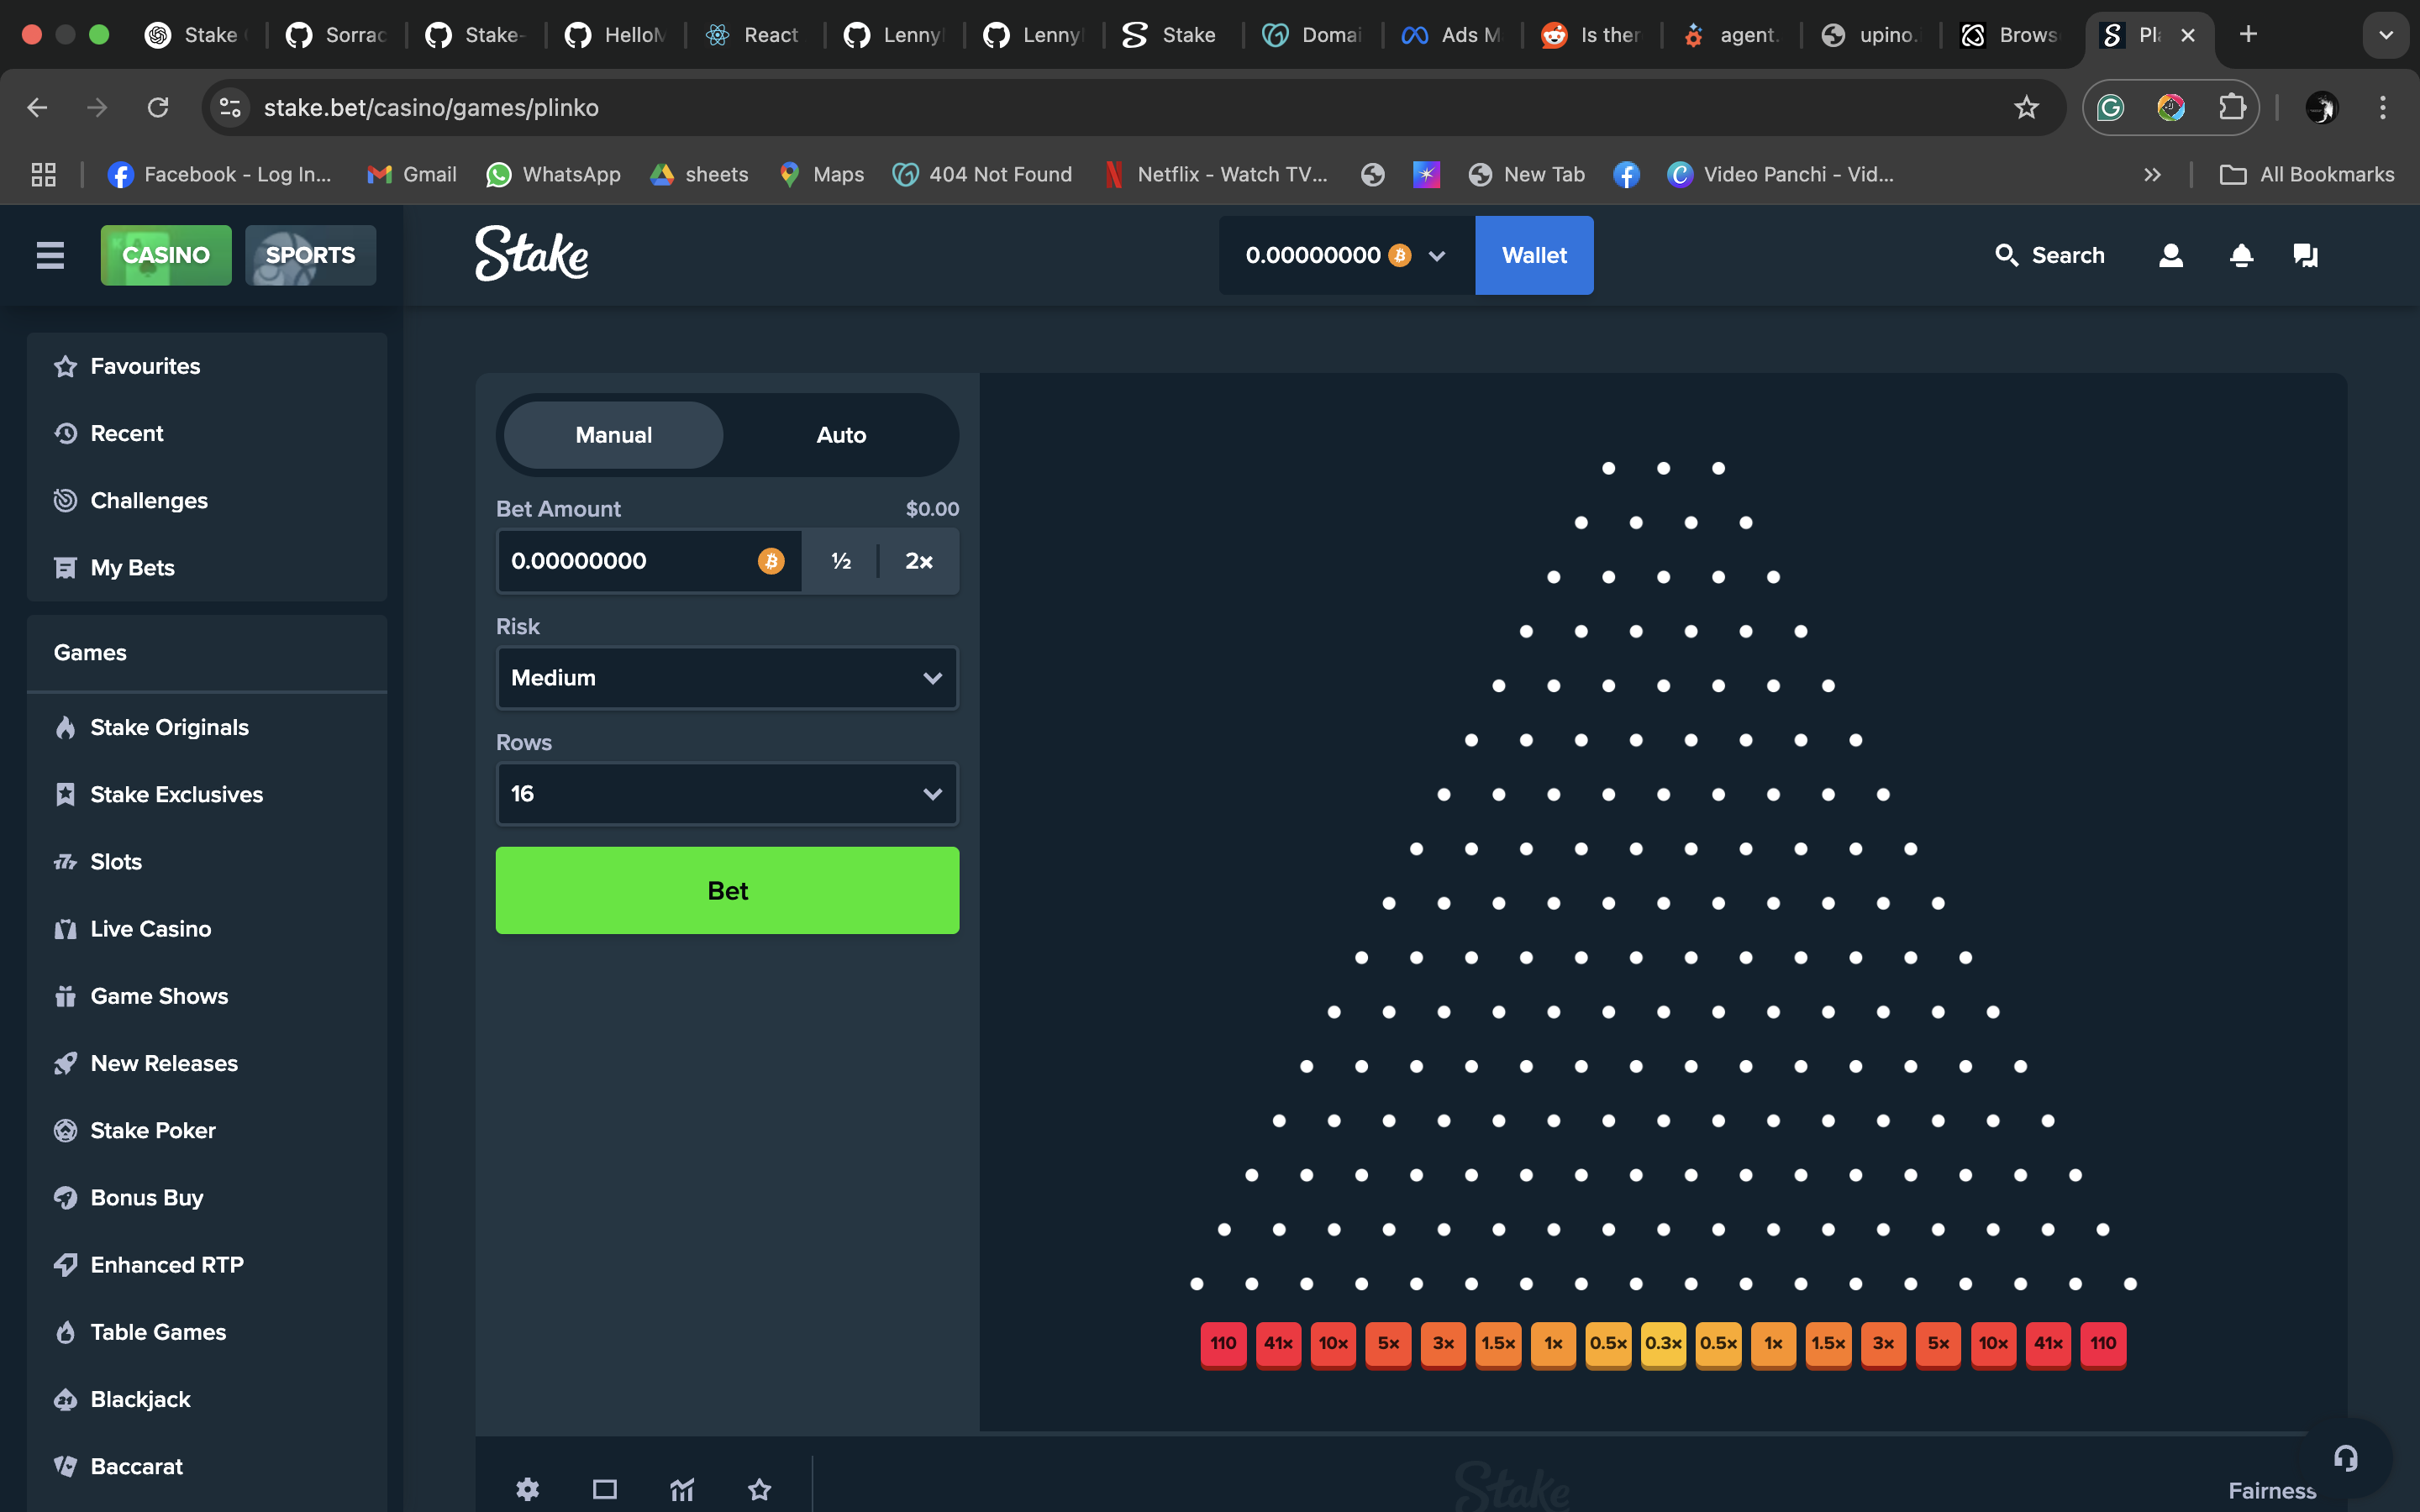 Stake
Sorrac
Stake-
HelloM
React
Lenny
Lenny
Stake
Domai
Ads M
Is ther
agent.
upino.
Brows
Pla
stake.bet/casino/games/plinko
Facebook - Log In...
Gmail
WhatsApp
sheets
Maps
404 Not Found
Netflix - Watch TV...
New Tab
Video Panchi - Vid...
All Bookmarks
CASINO
SPORTS
Stake
0.00000000
Wallet
Search
Favourites
Recent
Challenges
My Bets
Games
Stake Originals
Stake Exclusives
Slots
Live Casino
Game Shows
New Releases
Stake Poker
Bonus Buy
Enhanced RTP
Table Games
Blackjack
Baccarat
Manual Auto
Bet Amount $0.00
0.00000000 ½ 2×
Risk
Medium
Rows
16
Bet
110 41× 10× 5× 3× 1.5× 1× 0.5× 0.3× 0.5× 1× 1.5× 3× 5× 10× 41× 110
Stake
Fairness